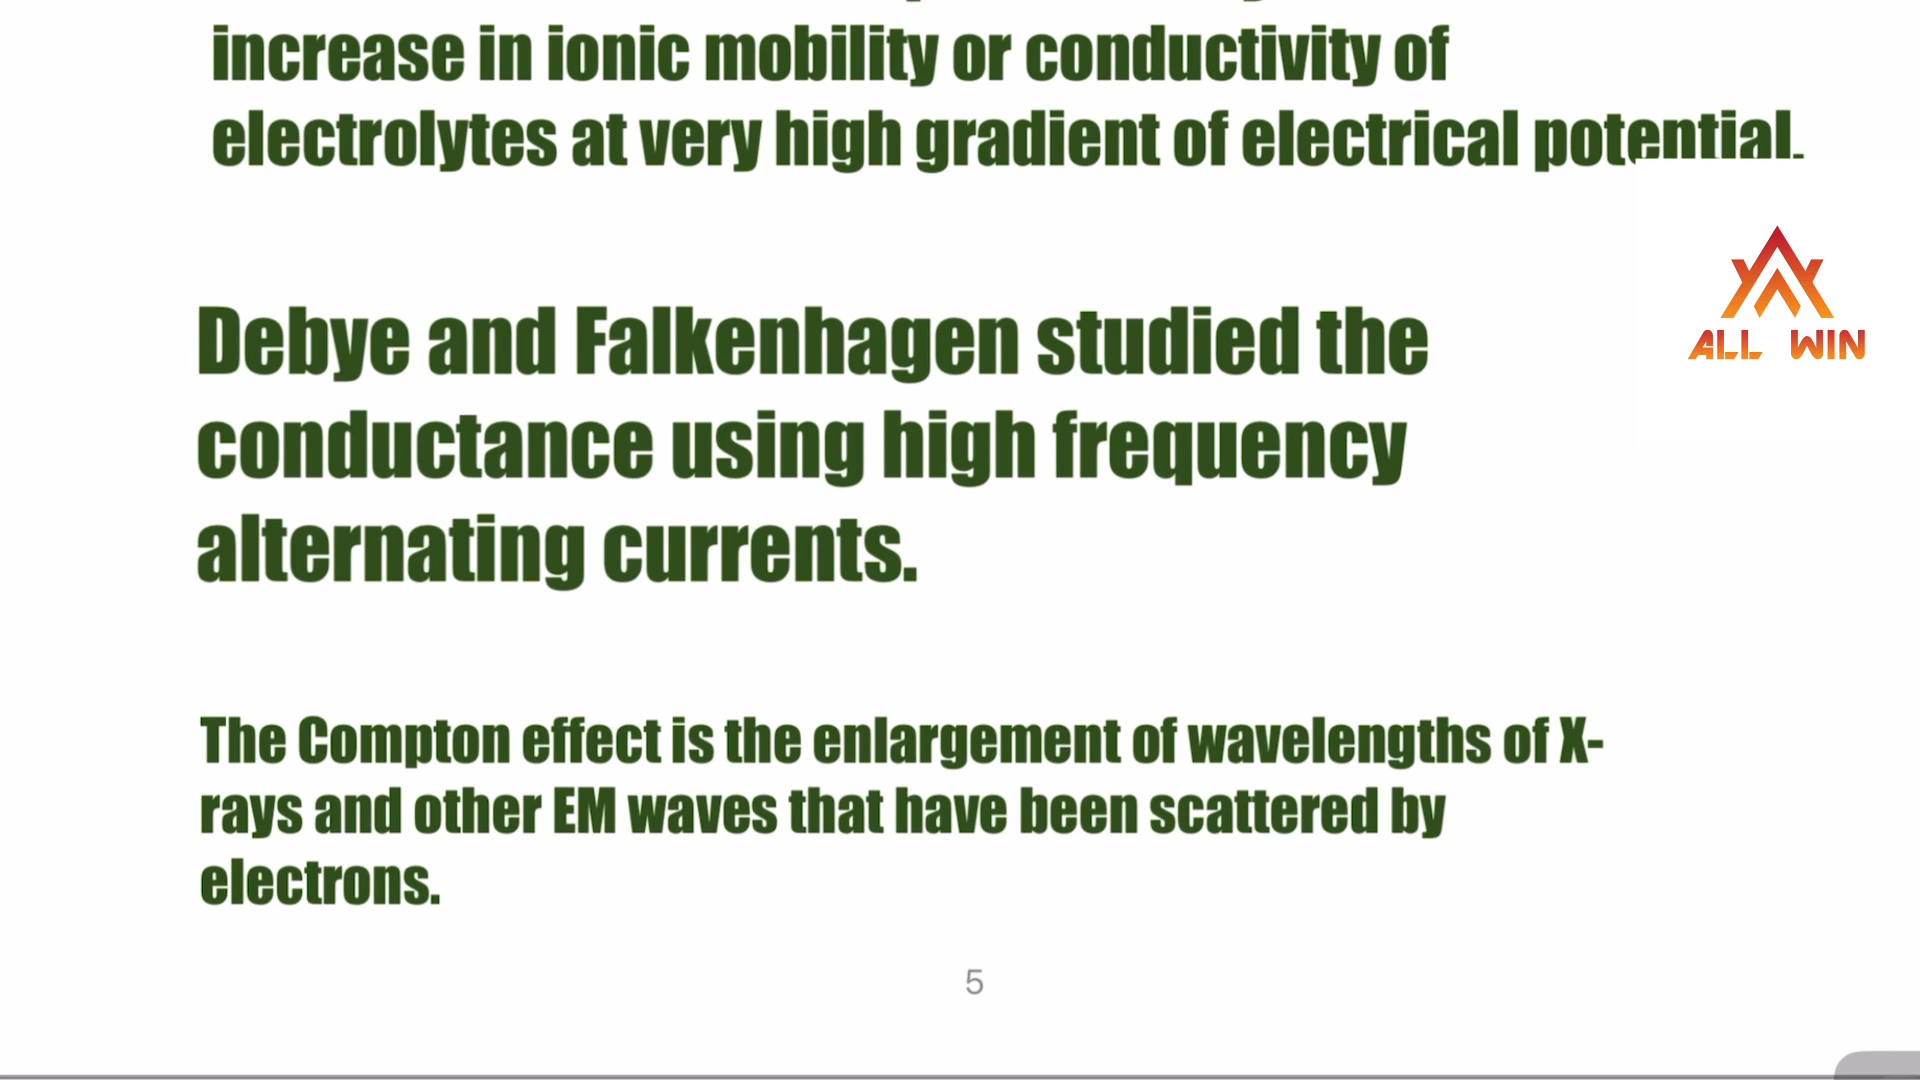 increase in ionic mobility or conductivity of
electrolytes at very high gradient of electrical potential.
ALL WIN
Debye and Falkenhagen studied the
conductance using high frequency
alternating currents.
The Compton effect is the enlargement of wavelengths of X-
rays and other EM waves that have been scattered by
electrons.
5